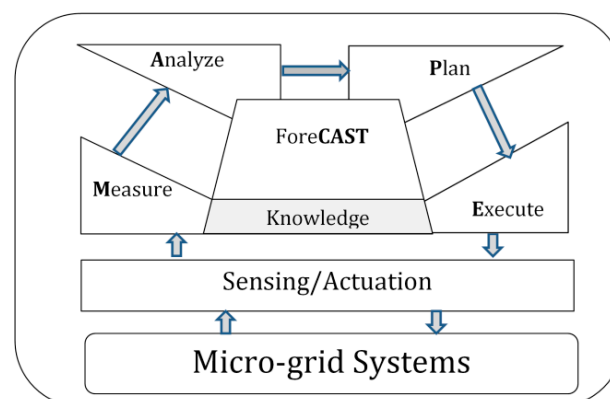 Analyze
Plan
ForeCAST
Measure
Knowledge
Execute
Sensing/Actuation
Micro-grid Systems